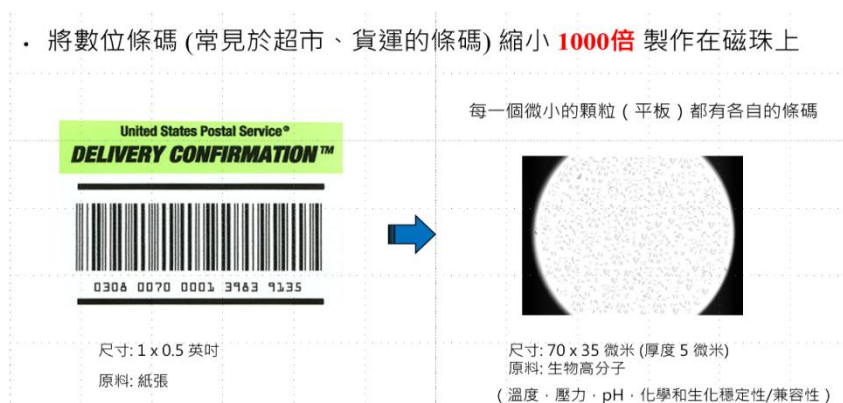 • 將數位條碼 (常見於超市、貨運的條碼) 縮小 1000倍 製作在磁珠上
每一個微小的顆粒 ( 平板 ) 都有各自的條碼
United States Postal Service®
DELIVERY CONFIRMATION™
0308 0070 0001 3983 9135
尺寸: 1 x 0.5 英吋
原料: 紙張
尺寸: 70 x 35 微米 (厚度 5 微米)
原料: 生物高分子
( 溫度，壓力，pH，化學和生化穩定性/兼容性 )